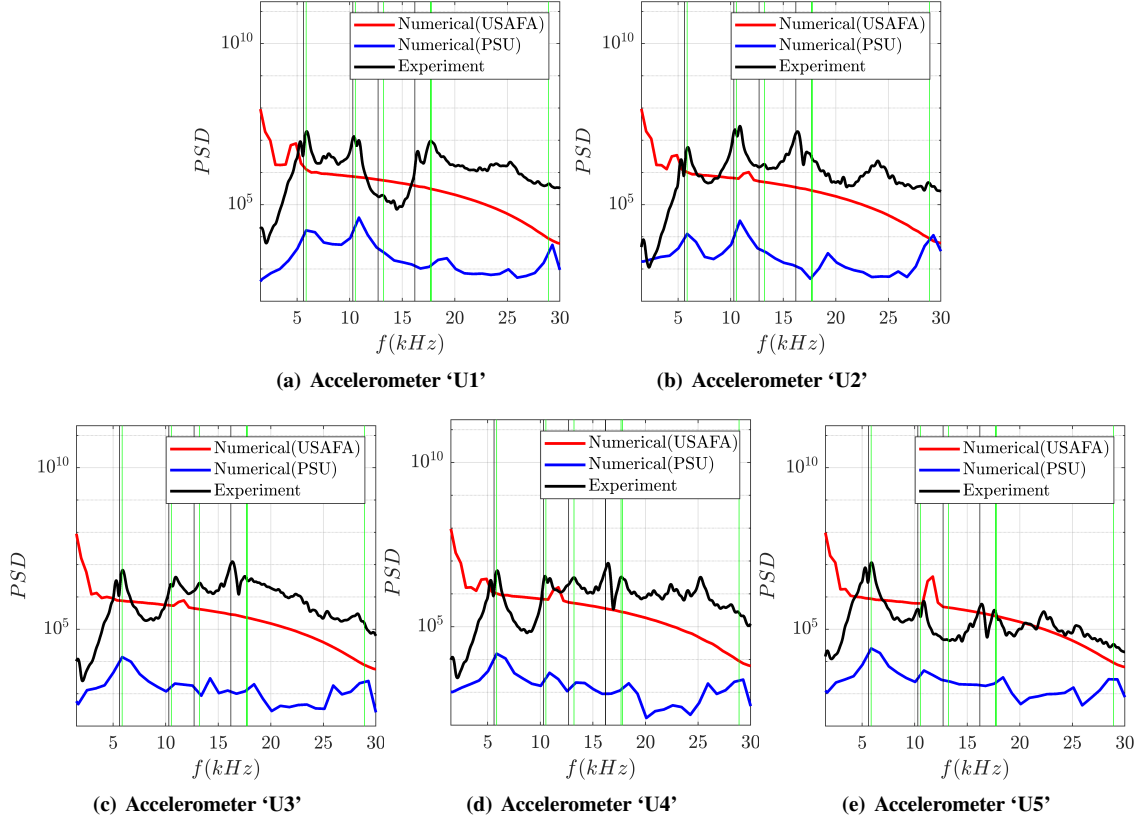 Numerical(USAFA)
Numerical(PSU)
Experiment
10^10
10^5
PSD
5 10 15 20 25 30
f(kHz)
(a) Accelerometer ‘U1’
Numerical(USAFA)
Numerical(PSU)
Experiment
10^10
10^5
PSD
5 10 15 20 25 30
f(kHz)
(b) Accelerometer ‘U2’
Numerical(USAFA)
Numerical(PSU)
Experiment
10^10
10^5
PSD
5 10 15 20 25 30
f(kHz)
(c) Accelerometer ‘U3’
Numerical(USAFA)
Numerical(PSU)
Experiment
10^10
10^5
PSD
5 10 15 20 25 30
f(kHz)
(d) Accelerometer ‘U4’
Numerical(USAFA)
Numerical(PSU)
Experiment
10^10
10^5
PSD
5 10 15 20 25 30
f(kHz)
(e) Accelerometer ‘U5’